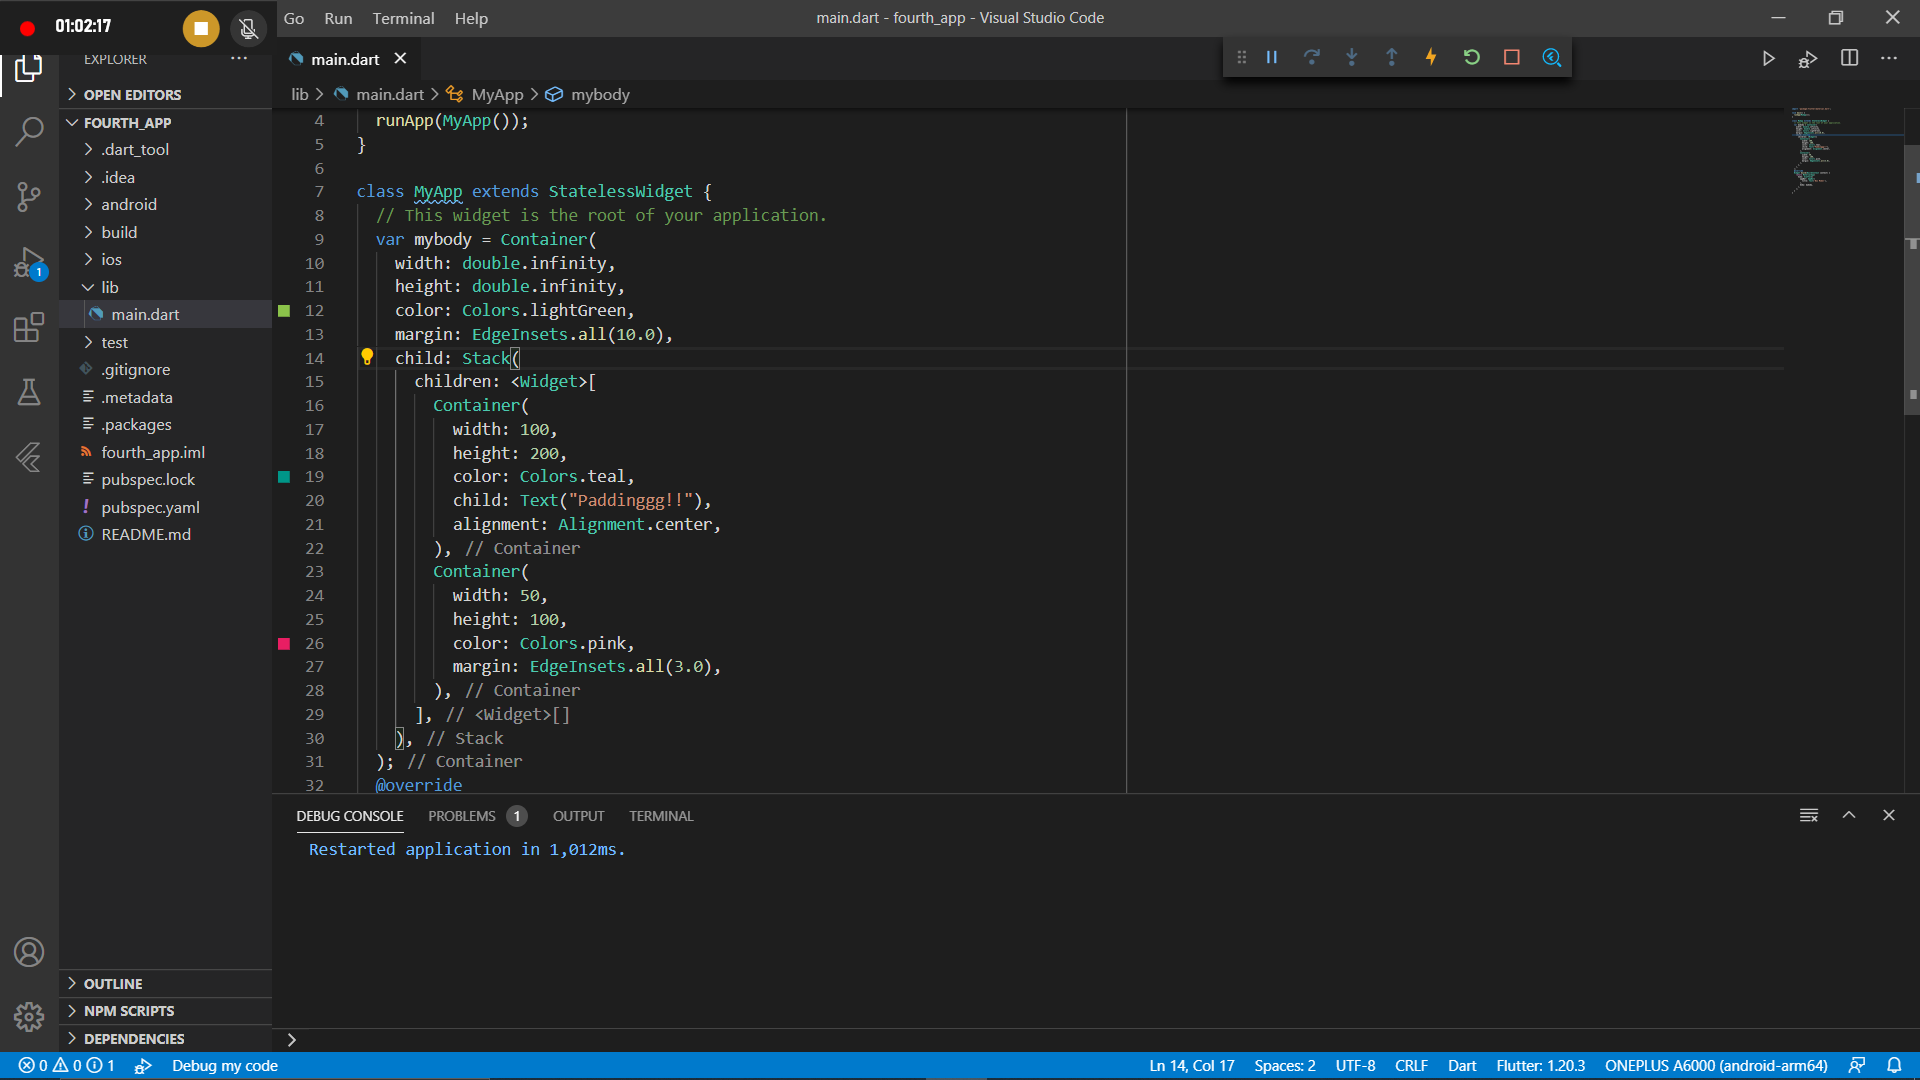 01:02:17
Go Run Terminal Help
main.dart - fourth_app - Visual Studio Code
EXPLORER
main.dart
OPEN EDITORS
FOURTH_APP
.dart_tool
.idea
android
build
ios
lib
main.dart
test
.gitignore
.metadata
.packages
fourth_app.iml
pubspec.lock
pubspec.yaml
README.md
OUTLINE
NPM SCRIPTS
DEPENDENCIES
1
lib > main.dart > MyApp > mybody
4 runApp(MyApp());
5 }
6
7 class MyApp extends StatelessWidget {
8 // This widget is the root of your application.
9 var mybody = Container(
10 width: double.infinity,
11 height: double.infinity,
12 color: Colors.lightGreen,
13 margin: EdgeInsets.all(10.0),
14 child: Stack(
15 children: <Widget>[
16 Container(
17 width: 100,
18 height: 200,
19 color: Colors.teal,
20 child: Text("Paddinggg!!"),
21 alignment: Alignment.center,
22 ), // Container
23 Container(
24 width: 50,
25 height: 100,
26 color: Colors.pink,
27 margin: EdgeInsets.all(3.0),
28 ), // Container
29 ], // <Widget>[]
30 ), // Stack
31 ); // Container
32 @override
DEBUG CONSOLE PROBLEMS 1 OUTPUT TERMINAL
Restarted application in 1,012ms.
0 0 1 Debug my code Ln 14, Col 17 Spaces: 2 UTF-8 CRLF Dart Flutter: 1.20.3 ONEPLUS A6000 (android-arm64)